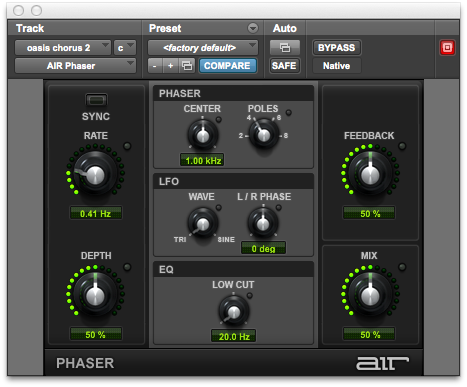 Track Preset Auto
oasis chorus 2 c <factory default> BYPASS
AIR Phaser - + COMPARE SAFE Native
SYNC
RATE
0.41 Hz
DEPTH
50 %
PHASER
CENTER POLES
2 4 6 8
1.00 kHz
LFO
WAVE L / R PHASE
TRI SINE
0 deg
EQ
LOW CUT
20.0 Hz
FEEDBACK
50 %
MIX
50 %
PHASER air